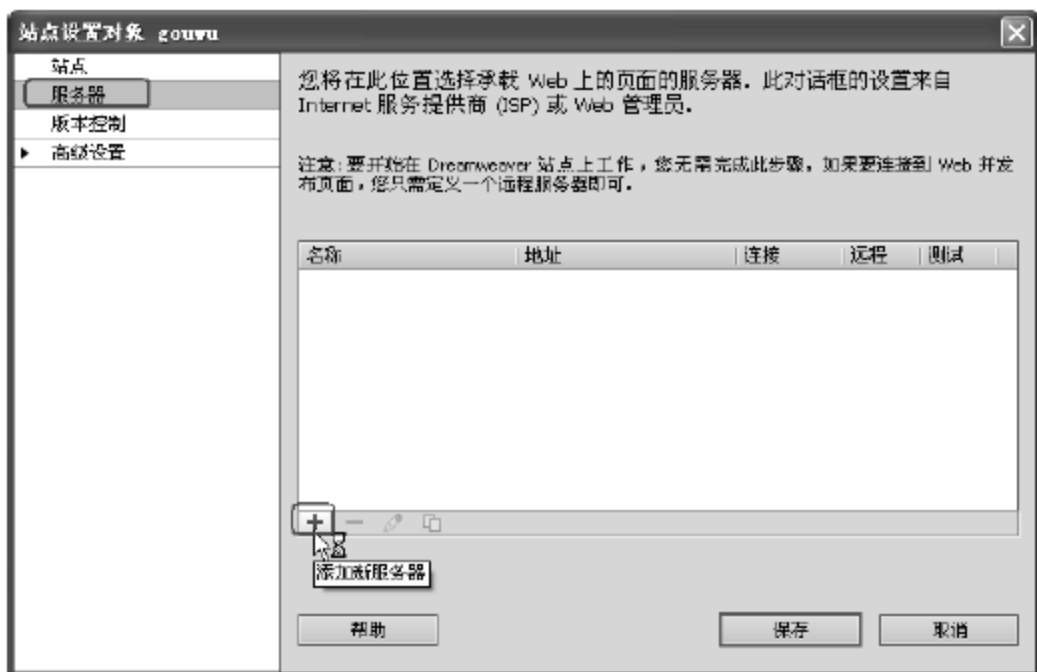 站点设置对象 gouwu
站点
服务器
版本控制
高级设置
您将在此位置选择承载 Web 上的页面的服务器。此对话框的设置来自
Internet 服务提供商 (ISP) 或 Web 管理员。
注意:要开始在 Dreamweaver 站点上工作，您无需完成此步骤。如果要连接到 Web 并发
布页面，您只需定义一个远程服务器即可。
名称 地址 连接 远程 测试
添加新服务器
帮助 保存 取消